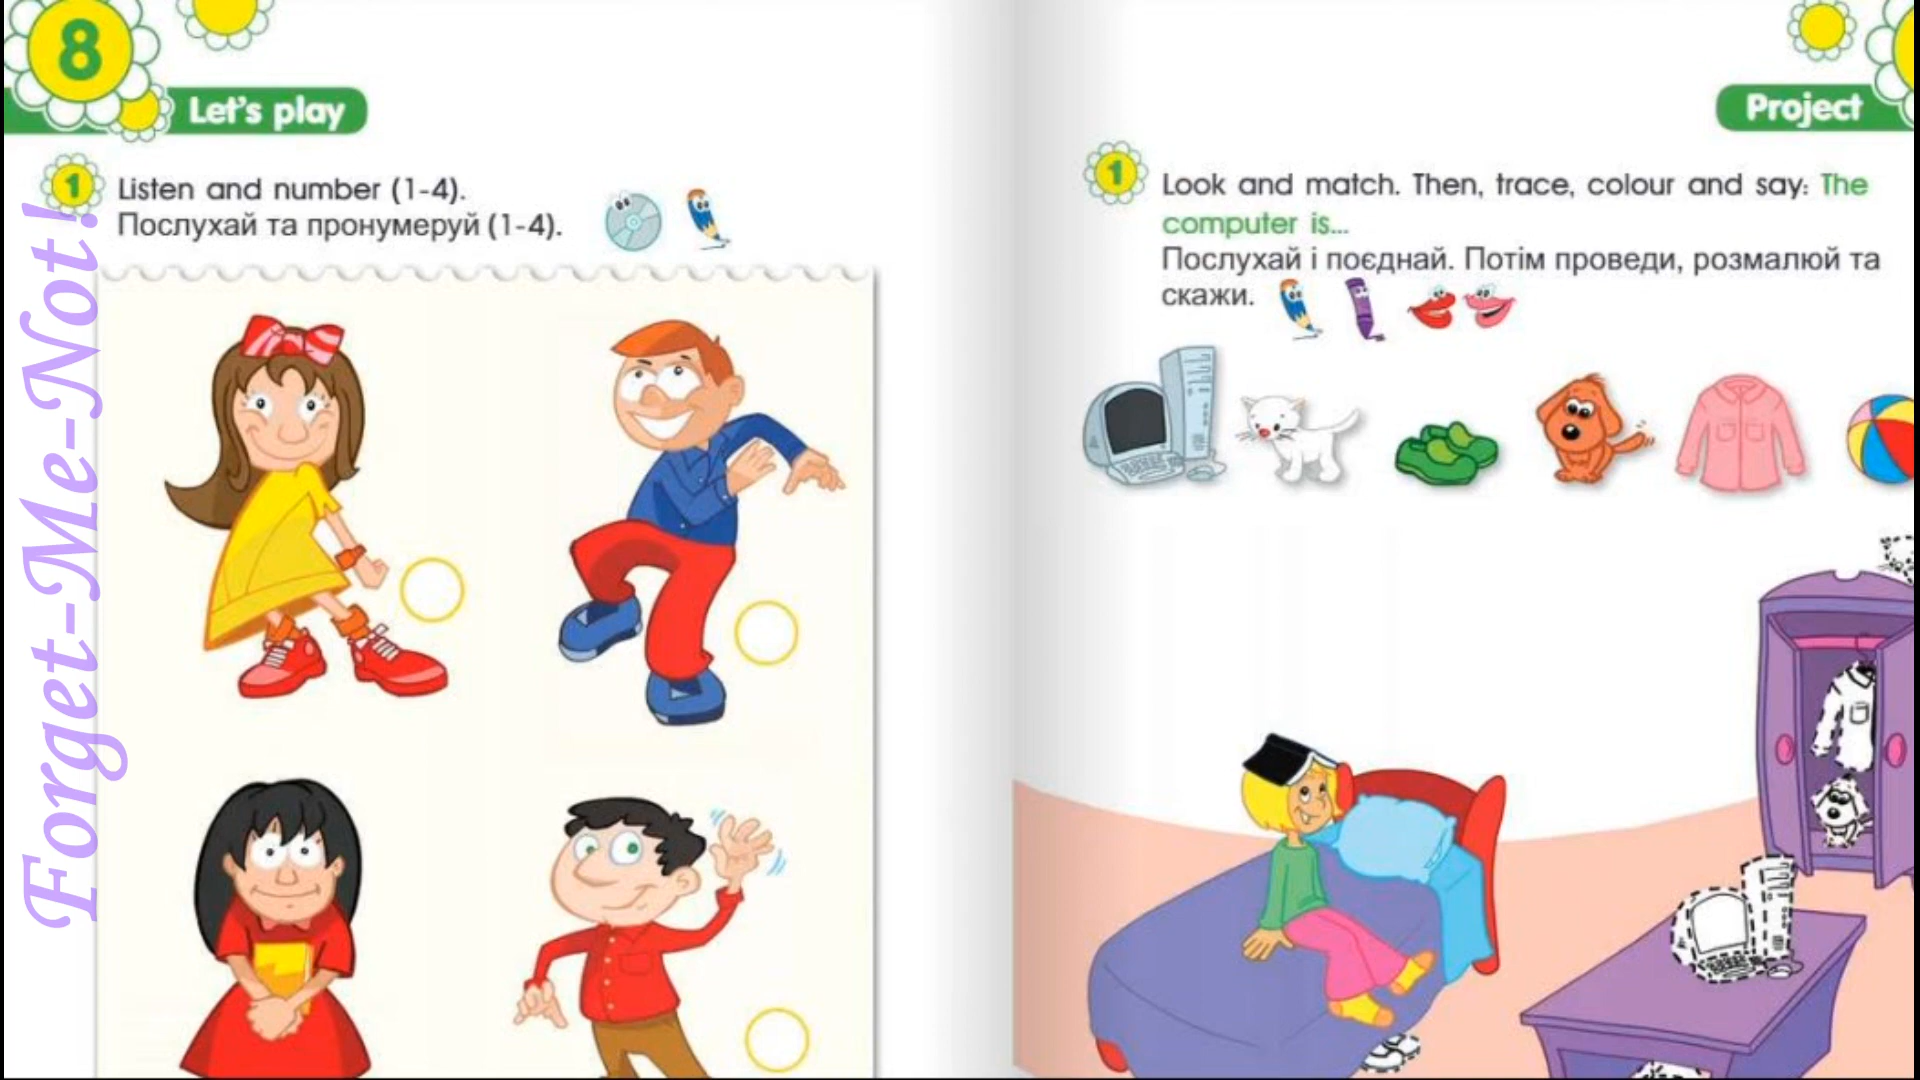 8
Let's play
1
Listen and number (1-4).
Послухай та пронумеруй (1-4).
Forget-Me-Not!
Project
1
Look and match. Then, trace, colour and say: The
computer is...
Послухай і поєднай. Потім проведи, розмалюй та
скажи.